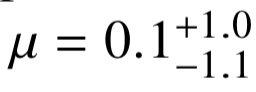 μ = 0.1^{+1.0}_{-1.1}